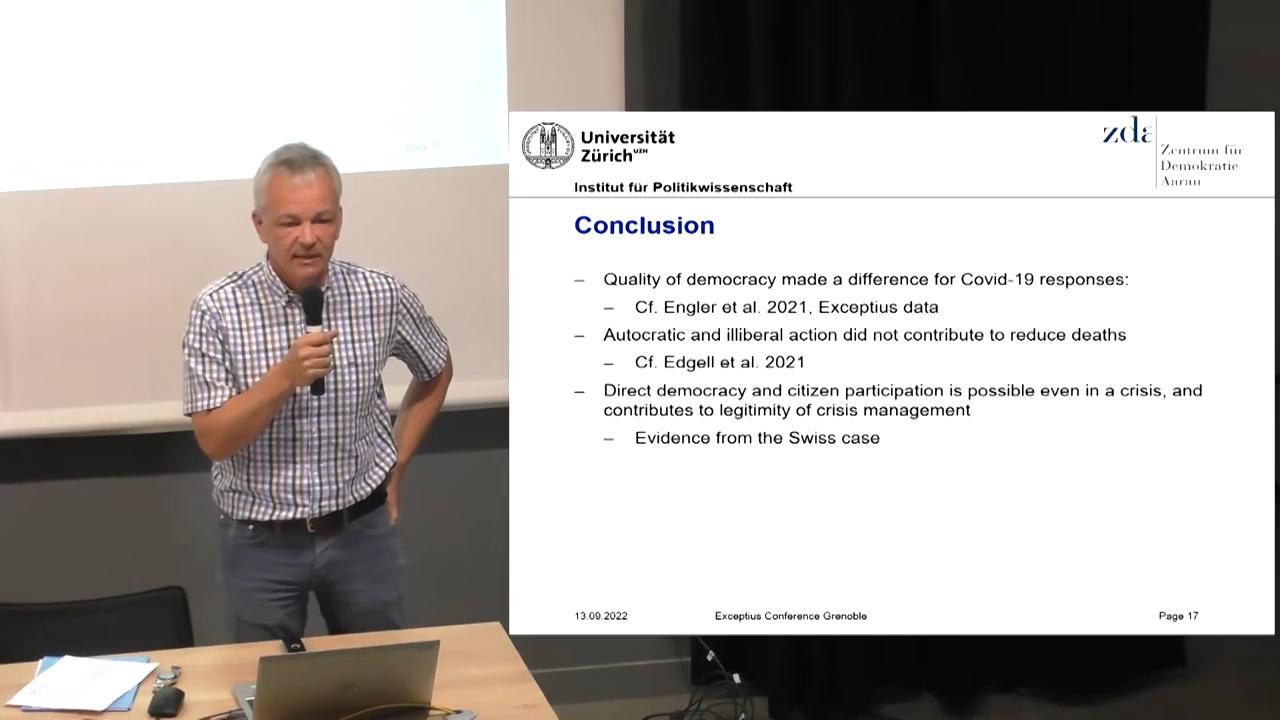 Page 17
Universität
Zürich UZH
Institut für Politikwissenschaft
zda
Zentrum für
Demokratie
Aarau
Conclusion
– Quality of democracy made a difference for Covid-19 responses:
– Cf. Engler et al. 2021, Exceptius data
– Autocratic and illiberal action did not contribute to reduce deaths
– Cf. Edgell et al. 2021
– Direct democracy and citizen participation is possible even in a crisis, and
contributes to legitimity of crisis management
– Evidence from the Swiss case
13.09.2022 Exceptius Conference Grenoble Page 17